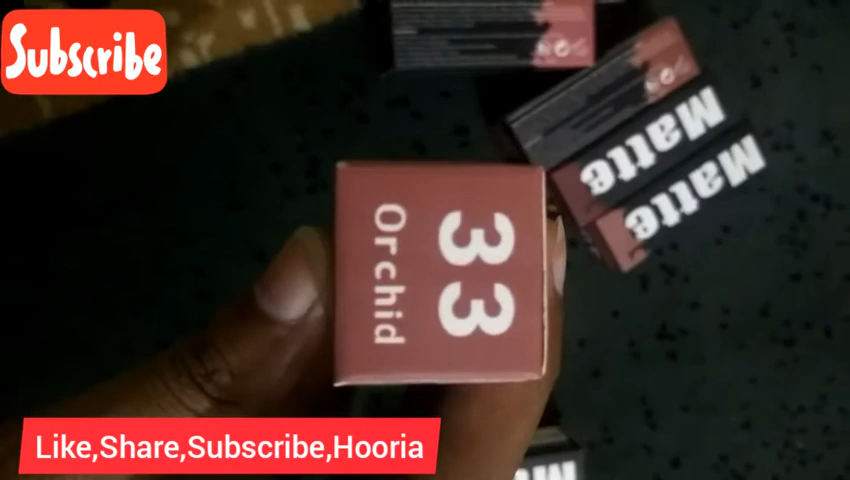 Subscribe
33
Orchid
Matte
Matte
Like,Share,Subscribe,Hooria